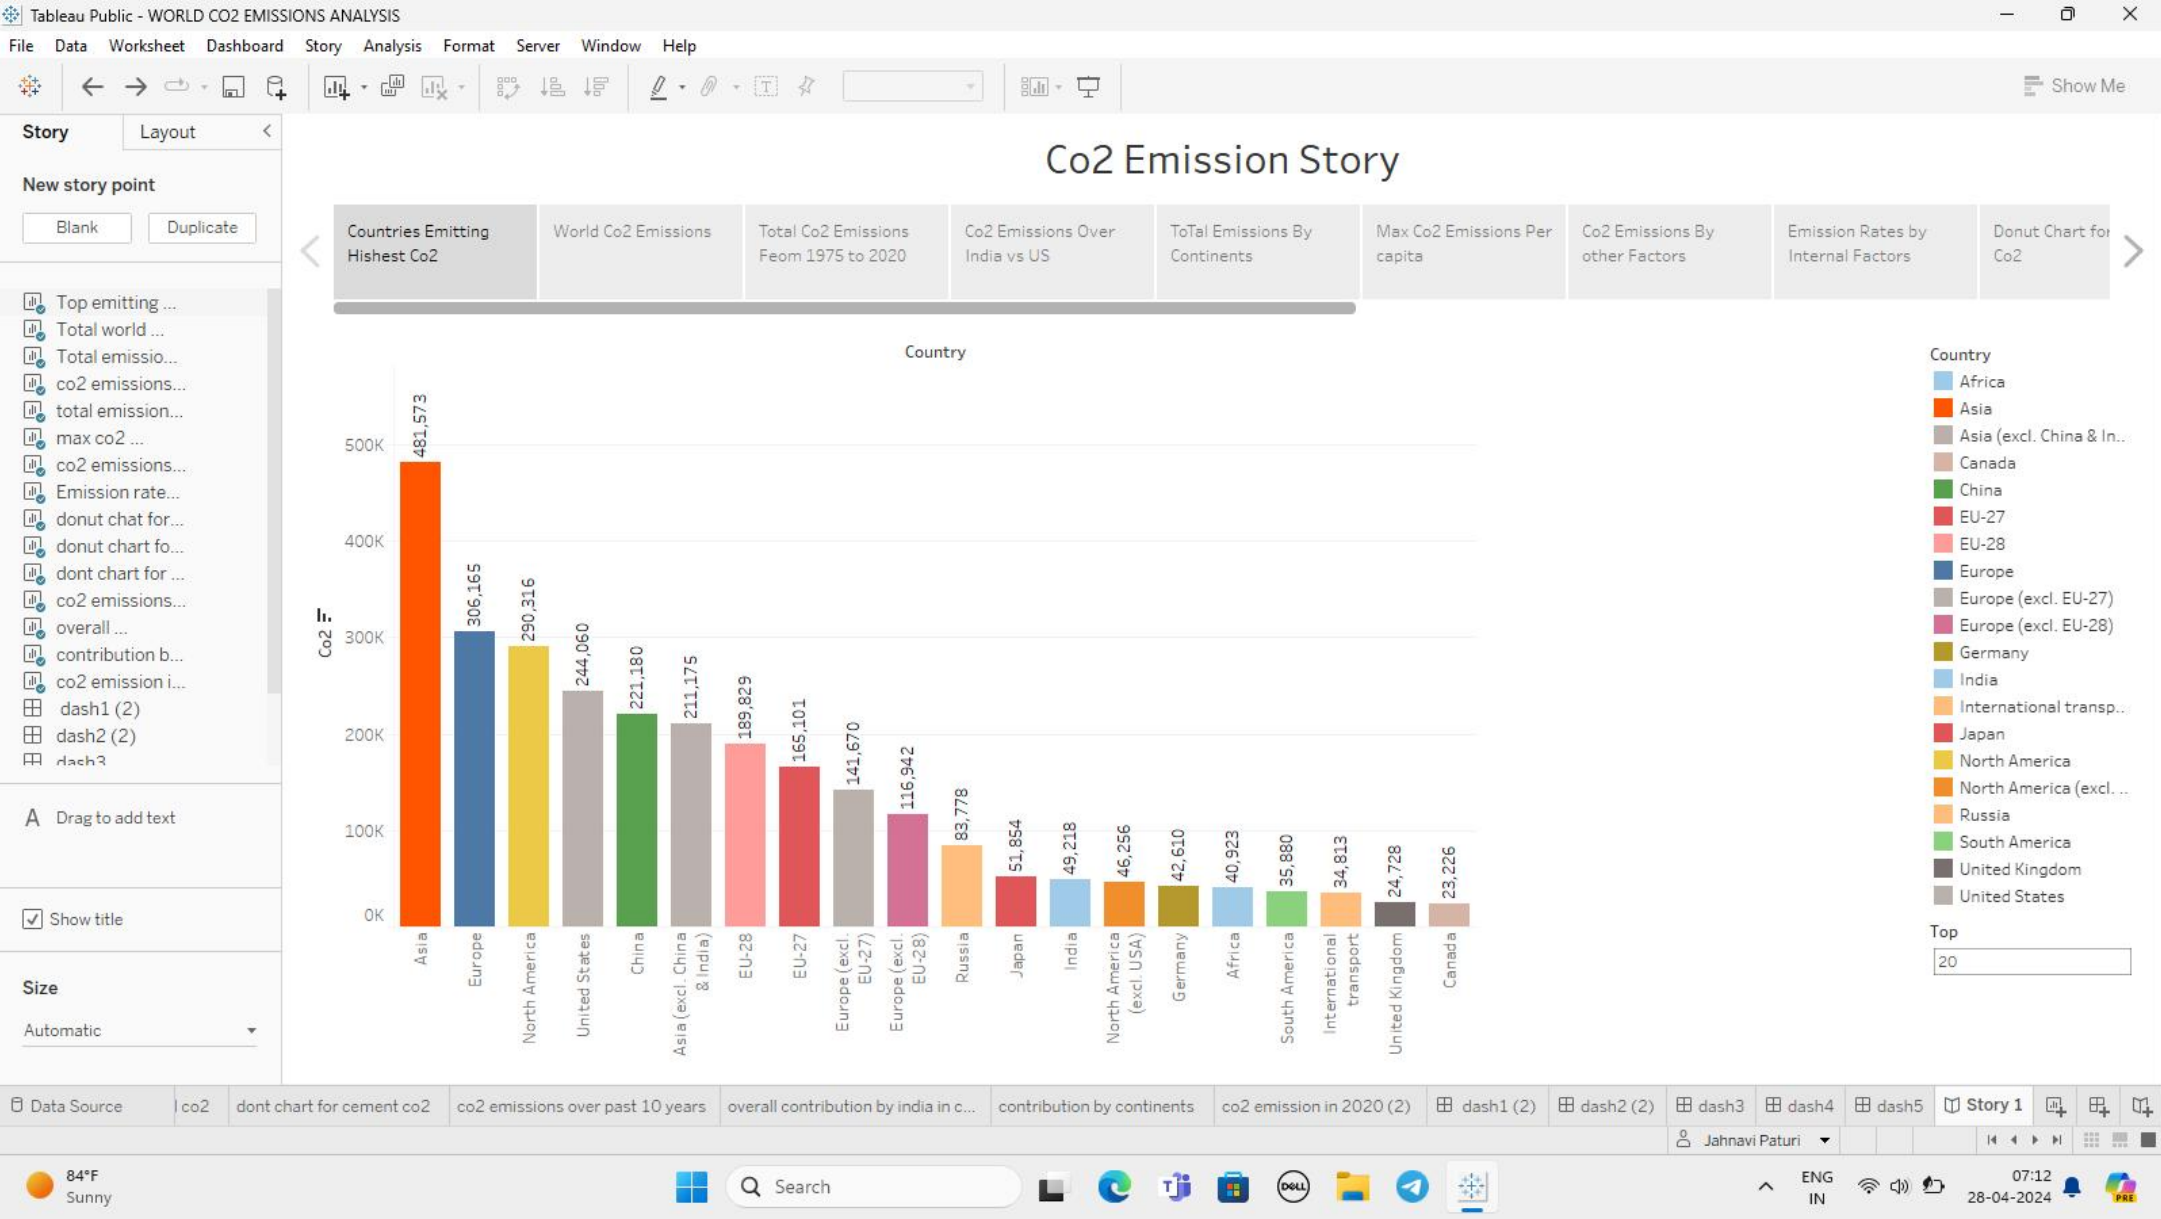 Tableau Public - WORLD CO2 EMISSIONS ANALYSIS
File Data Worksheet Dashboard Story Analysis Format Server Window Help
Show Me
Story Layout
New story point
Blank Duplicate
Top emitting ...
Total world ...
Total emissio...
co2 emissions...
total emission...
max co2 ...
co2 emissions...
Emission rate...
donut chat for...
donut chart fo...
dont chart for ...
co2 emissions...
overall ...
contribution b...
co2 emission i...
dash1 (2)
dash2 (2)
dash3
A Drag to add text
Show title
Size
Automatic
Co2 Emission Story
Countries Emitting
Hishest Co2
World Co2 Emissions
Total Co2 Emissions
Feom 1975 to 2020
Co2 Emissions Over
India vs US
ToTal Emissions By
Continents
Max Co2 Emissions Per
capita
Co2 Emissions By
other Factors
Emission Rates by
Internal Factors
Donut Chart for
Co2
Country
Co2
500K
400K
300K
200K
100K
0K
481,573
306,165
290,316
244,060
221,180
211,175
189,829
165,101
141,670
116,942
83,778
51,854
49,218
46,256
42,610
40,923
35,880
34,813
24,728
23,226
Asia
Europe
North America
United States
China
Asia (excl. China
& India)
EU-28
EU-27
Europe (excl.
EU-27)
Europe (excl.
EU-28)
Russia
Japan
India
North America
(excl. USA)
Germany
Africa
South America
International
transport
United Kingdom
Canada
Country
Africa
Asia
Asia (excl. China & In..
Canada
China
EU-27
EU-28
Europe
Europe (excl. EU-27)
Europe (excl. EU-28)
Germany
India
International transp..
Japan
North America
North America (excl. ..
Russia
South America
United Kingdom
United States
Top
20
Data Source l co2 dont chart for cement co2 co2 emissions over past 10 years overall contribution by india in c... contribution by continents co2 emission in 2020 (2) dash1 (2) dash2 (2) dash3 dash4 dash5 Story 1
Jahnavi Paturi
84°F
Sunny
Search
DELL
ENG
IN
07:12
28-04-2024
PRE